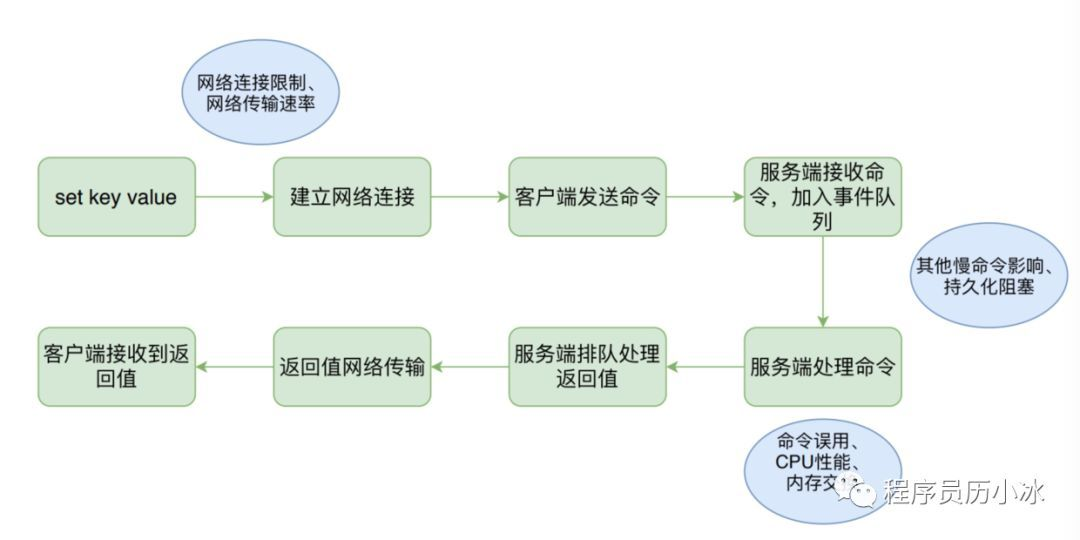 网络连接限制、
网络传输速率
set key value
建立网络连接
客户端发送命令
服务端接收命
令，加入事件队
列
其他慢命令影响、
持久化阻塞
客户端接收到返
回值
返回值网络传输
服务端排队处理
返回值
服务端处理命令
命令误用、
CPU性能、
内存交
程序员历小冰